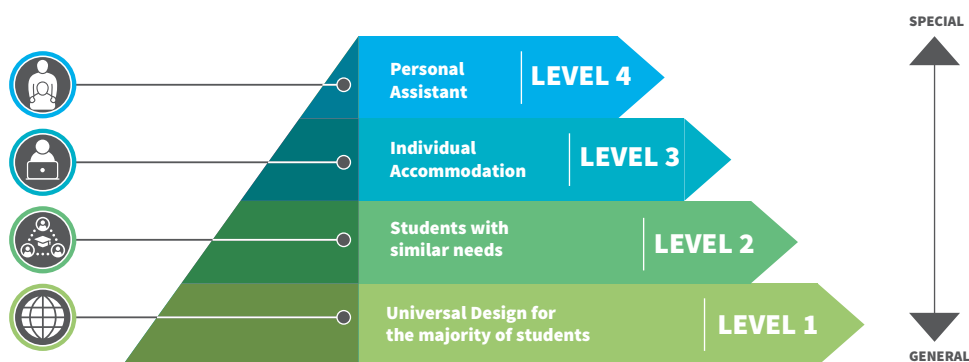 SPECIAL
Personal
Assistant
LEVEL 4
Individual
Accommodation
LEVEL 3
Students with
similar needs
LEVEL 2
Universal Design for
the majority of students
LEVEL 1
GENERAL